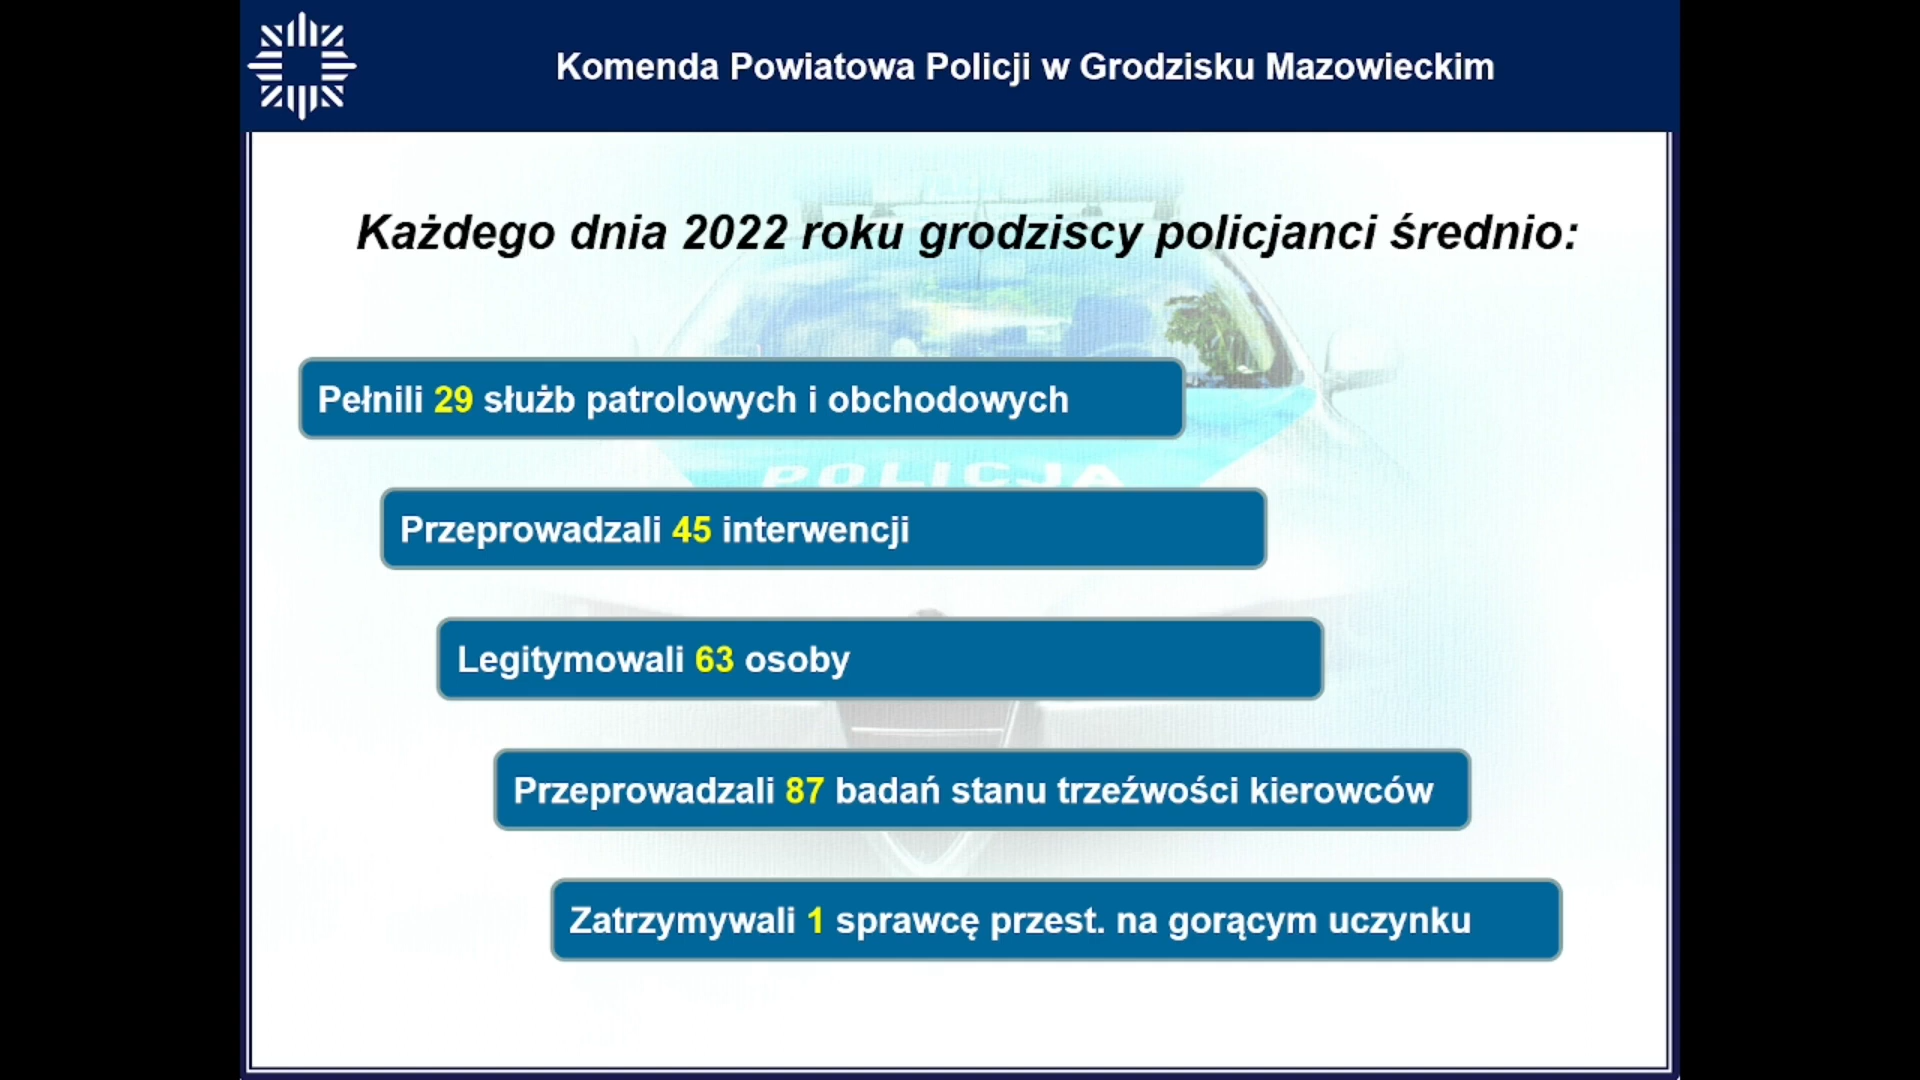 Komenda Powiatowa Policji w Grodzisku Mazowieckim
Każdego dnia 2022 roku grodziscy policjanci średnio:
Pełnili 29 służb patrolowych i obchodowych
POLICJA
Przeprowadzali 45 interwencji
Legitymowali 63 osoby
Przeprowadzali 87 badań stanu trzeźwości kierowców
Zatrzymywali 1 sprawcę przest. na gorącym uczynku